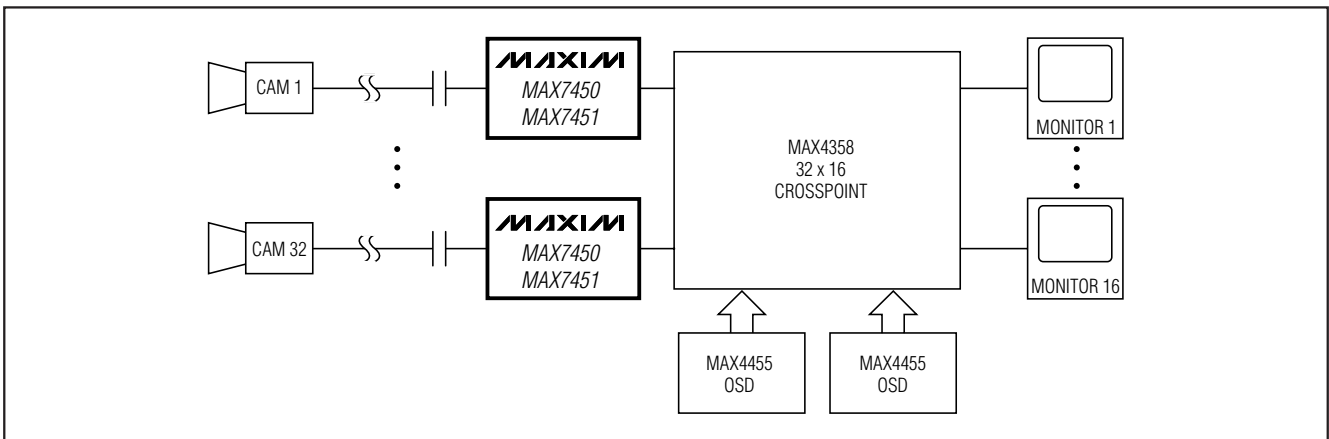 CAM 1
MAXIM
MAX7450
MAX7451
MAX4358
32 x 16
CROSSPOINT
MONITOR 1
CAM 32
MAXIM
MAX7450
MAX7451
MONITOR 16
MAX4455
OSD
MAX4455
OSD